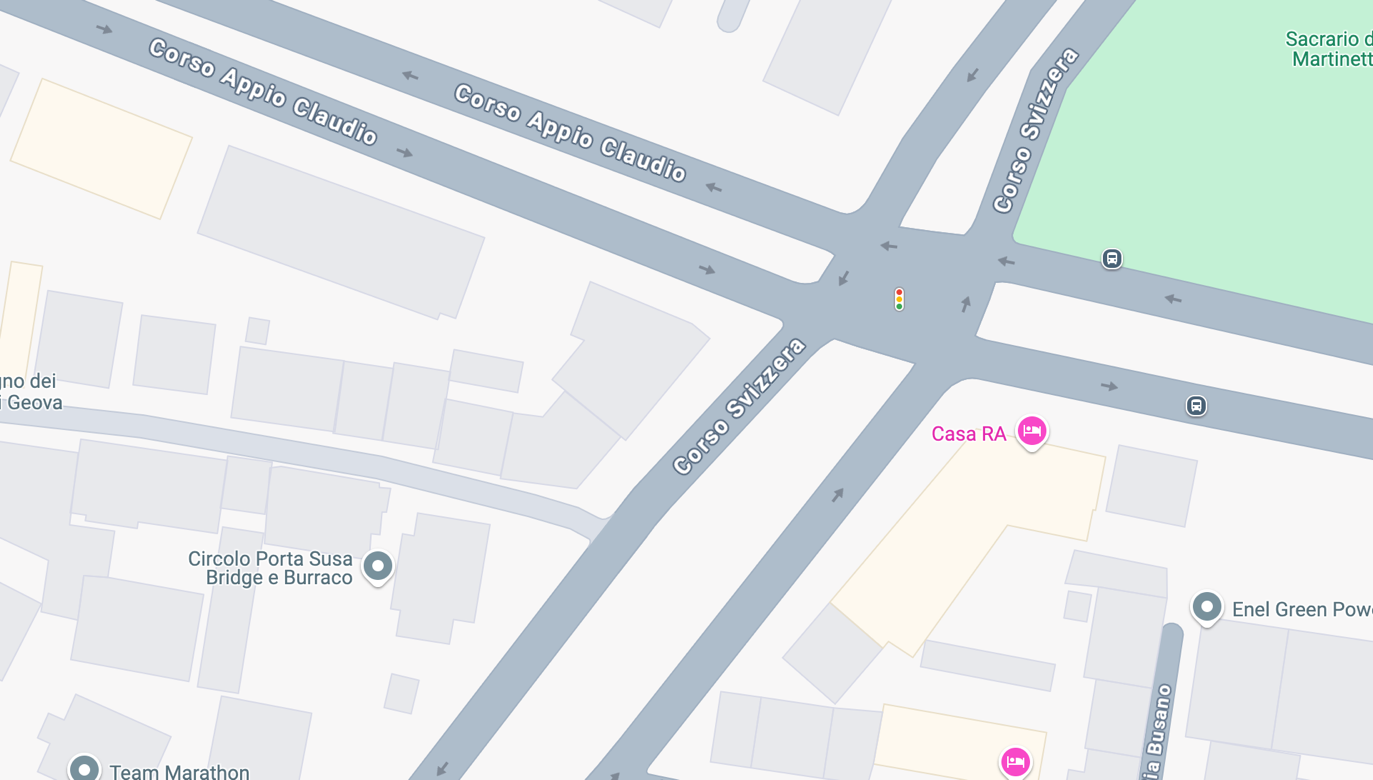 Corso Appio Claudio
Corso Appio Claudio
Corso Svizzera
Sacrario d
Martinett
gno dei
i Geova
Corso Svizzera
Casa RA
Circolo Porta Susa
Bridge e Burraco
Enel Green Powe
ia Busano
Team Marathon